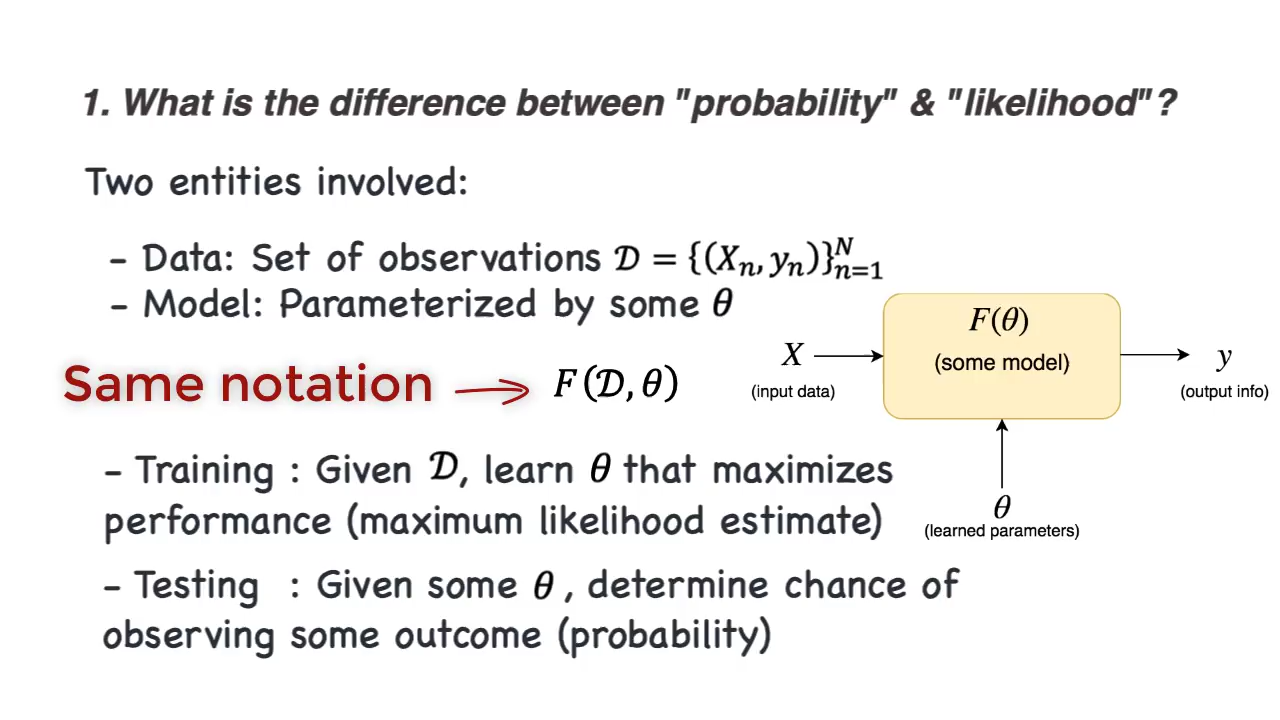 1. What is the difference between "probability" & "likelihood"?
Two entities involved:
- Data: Set of observations 𝒟 = {(Xₙ, yₙ)}ᴺₙ₌₁
- Model: Parameterized by some θ
Same notation
F(𝒟, θ)
X
(input data)
F(θ)
(some model)
y
(output info)
θ
(learned parameters)
- Training : Given 𝒟, learn θ that maximizes
performance (maximum likelihood estimate)
- Testing : Given some θ , determine chance of
observing some outcome (probability)